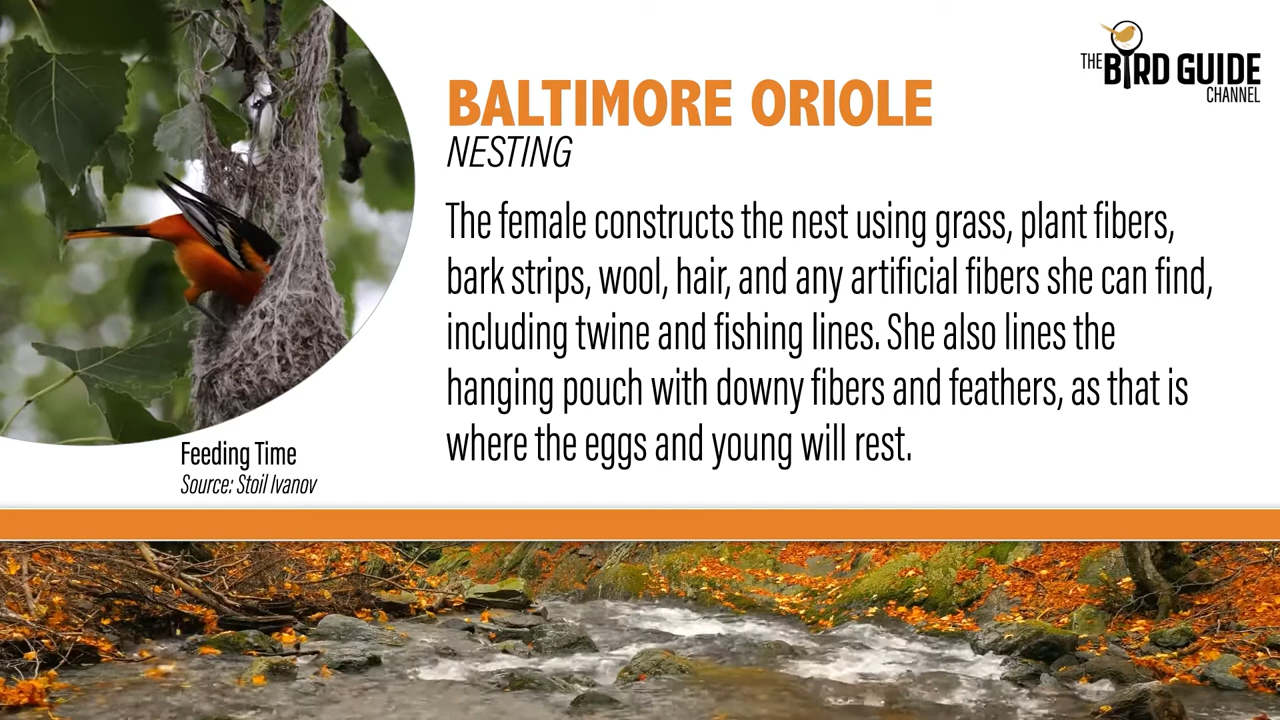 THE BIRD GUIDE
CHANNEL
BALTIMORE ORIOLE
NESTING
The female constructs the nest using grass, plant fibers,
bark strips, wool, hair, and any artificial fibers she can find,
including twine and fishing lines. She also lines the
hanging pouch with downy fibers and feathers, as that is
where the eggs and young will rest.
Feeding Time
Source: Stoil Ivanov